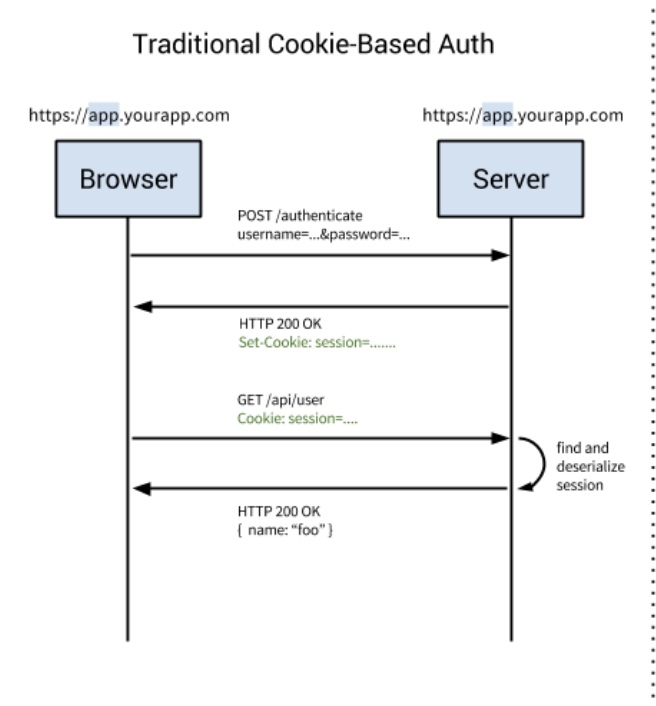 Traditional Cookie-Based Auth
https://app.yourapp.com
https://app.yourapp.com
Browser
Server
POST /authenticate
username=...&password=...
HTTP 200 OK
Set-Cookie: session=.......
GET /api/user
Cookie: session=....
find and
deserialize
session
HTTP 200 OK
{ name: “foo” }